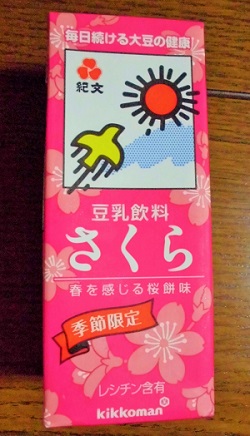 毎日続ける大豆の健康
紀文
豆乳飲料
さくら
春を感じる桜餅味
季節限定
レシチン含有
kikkoman